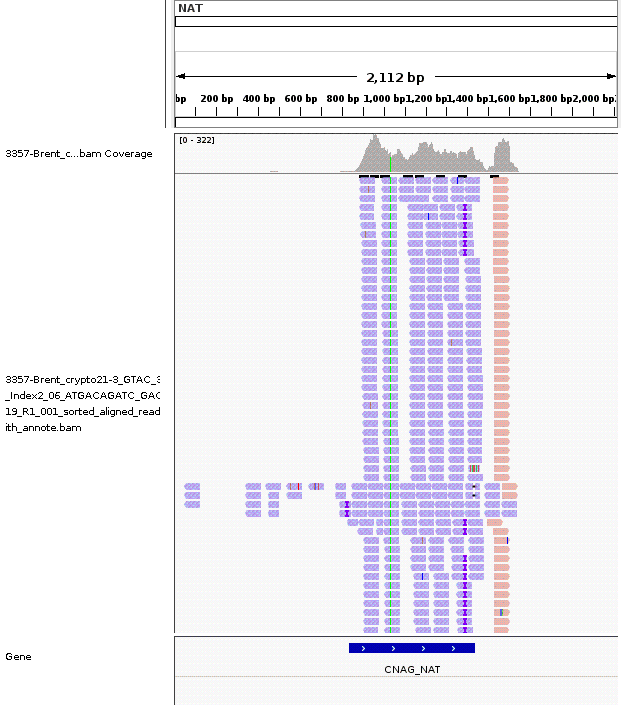 NAT
2,112 bp
bp 200 bp 400 bp 600 bp 800 bp 1,000 bp 1,200 bp 1,400 bp 1,600 bp 1,800 bp 2,000 bp
[0 - 322]
3357-Brent_c...bam Coverage
3357-Brent_crypto21-3_GTAC_3
_Index2_06_ATGACAGATC_GAC
19_R1_001_sorted_aligned_read
ith_annote.bam
Gene
CNAG_NAT